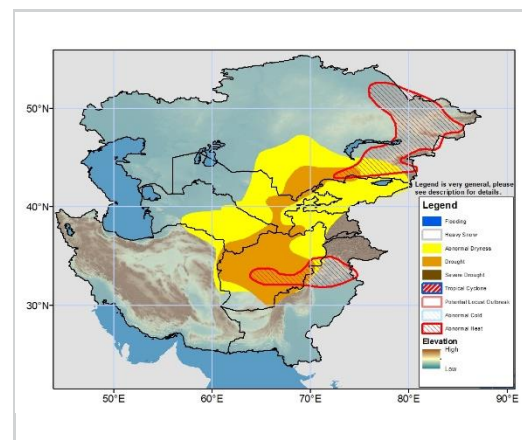 50°N
40°N
30°N
Legend is very general, please
see description for details.
Legend
Flooding
Heavy Snow
Abnormal Dryness
Drought
Severe Drought
Tropical Cyclone
Potential Locust Outbreak
Abnormal Cold
Abnormal Heat
Elevation
High
Low
50°E
60°E
70°E
80°E
90°E